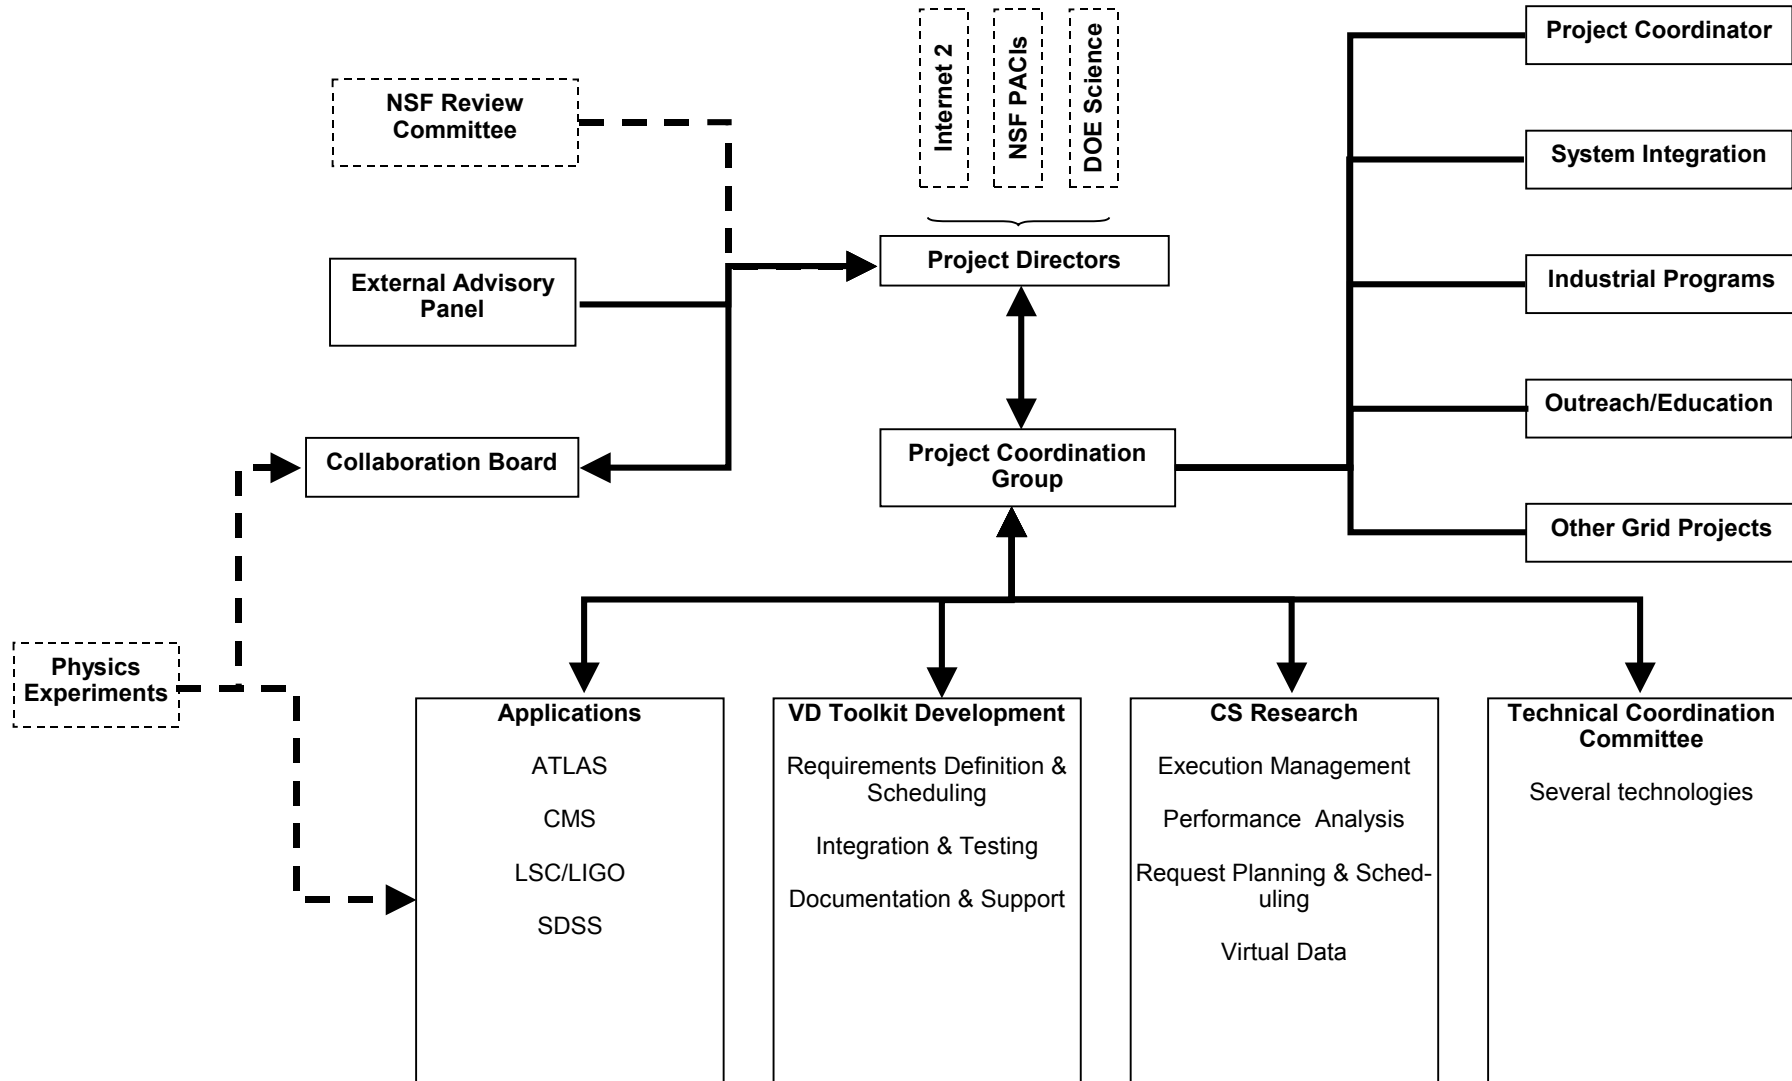 Internet 2
NSF PACIs
DOE Science
Project Coordinator
NSF Review
Committee
System Integration
Project Directors
External Advisory
Panel
Industrial Programs
Outreach/Education
Collaboration Board
Project Coordination
Group
Other Grid Projects
Physics
Experiments
Applications
ATLAS
CMS
LSC/LIGO
SDSS
VD Toolkit Development
Requirements Definition &
Scheduling
Integration & Testing
Documentation & Support
CS Research
Execution Management
Performance  Analysis
Request Planning & Sched-
uling
Virtual Data
Technical Coordination
Committee
Several technologies